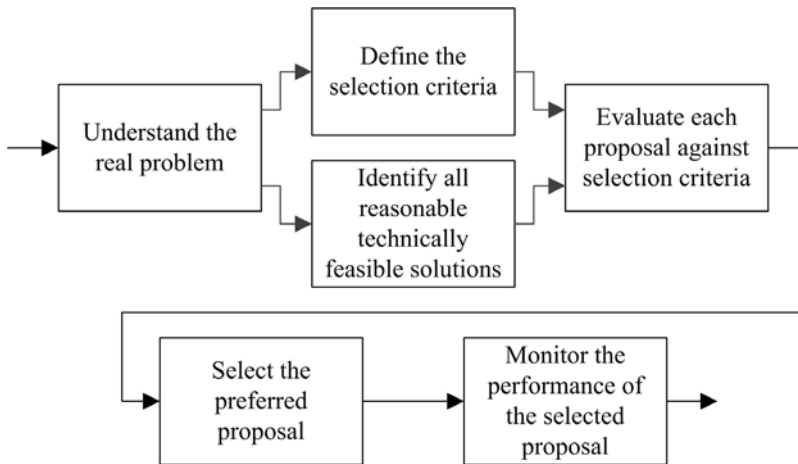 Understand the
real problem
Define the
selection criteria
Identify all
reasonable
technically
feasible solutions
Evaluate each
proposal against
selection criteria
Select the
preferred
proposal
Monitor the
performance of
the selected
proposal